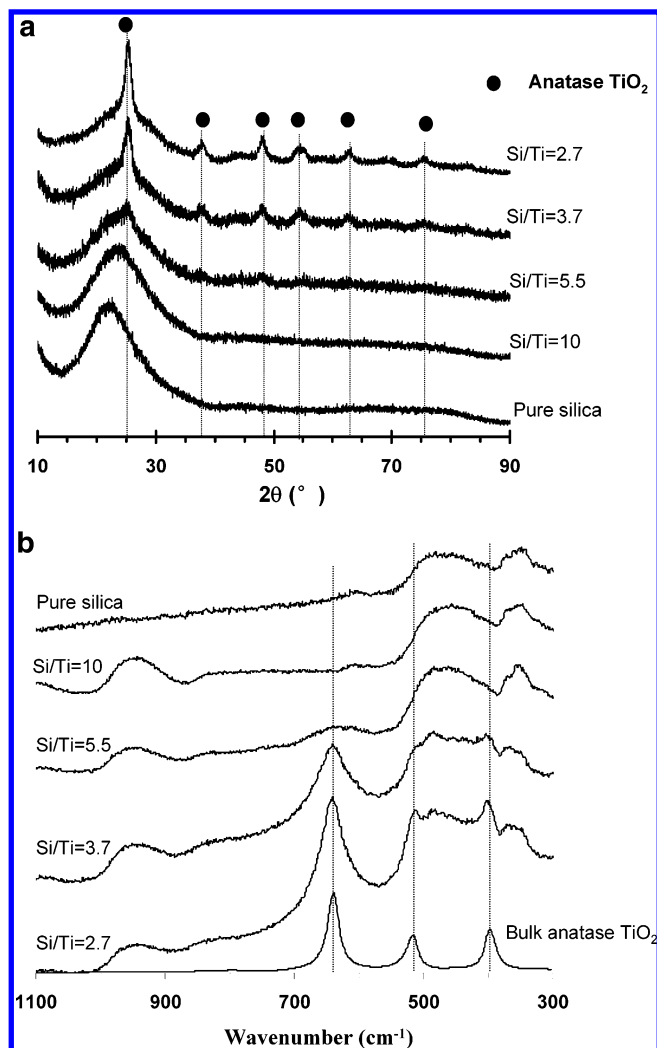 a
Anatase TiO₂
Si/Ti=2.7
Si/Ti=3.7
Si/Ti=5.5
Si/Ti=10
Pure silica
10 30 50 70 90
2θ (°)
b
Pure silica
Si/Ti=10
Si/Ti=5.5
Si/Ti=3.7
Si/Ti=2.7
Bulk anatase TiO₂
1100 900 700 500 300
Wavenumber (cm⁻¹)